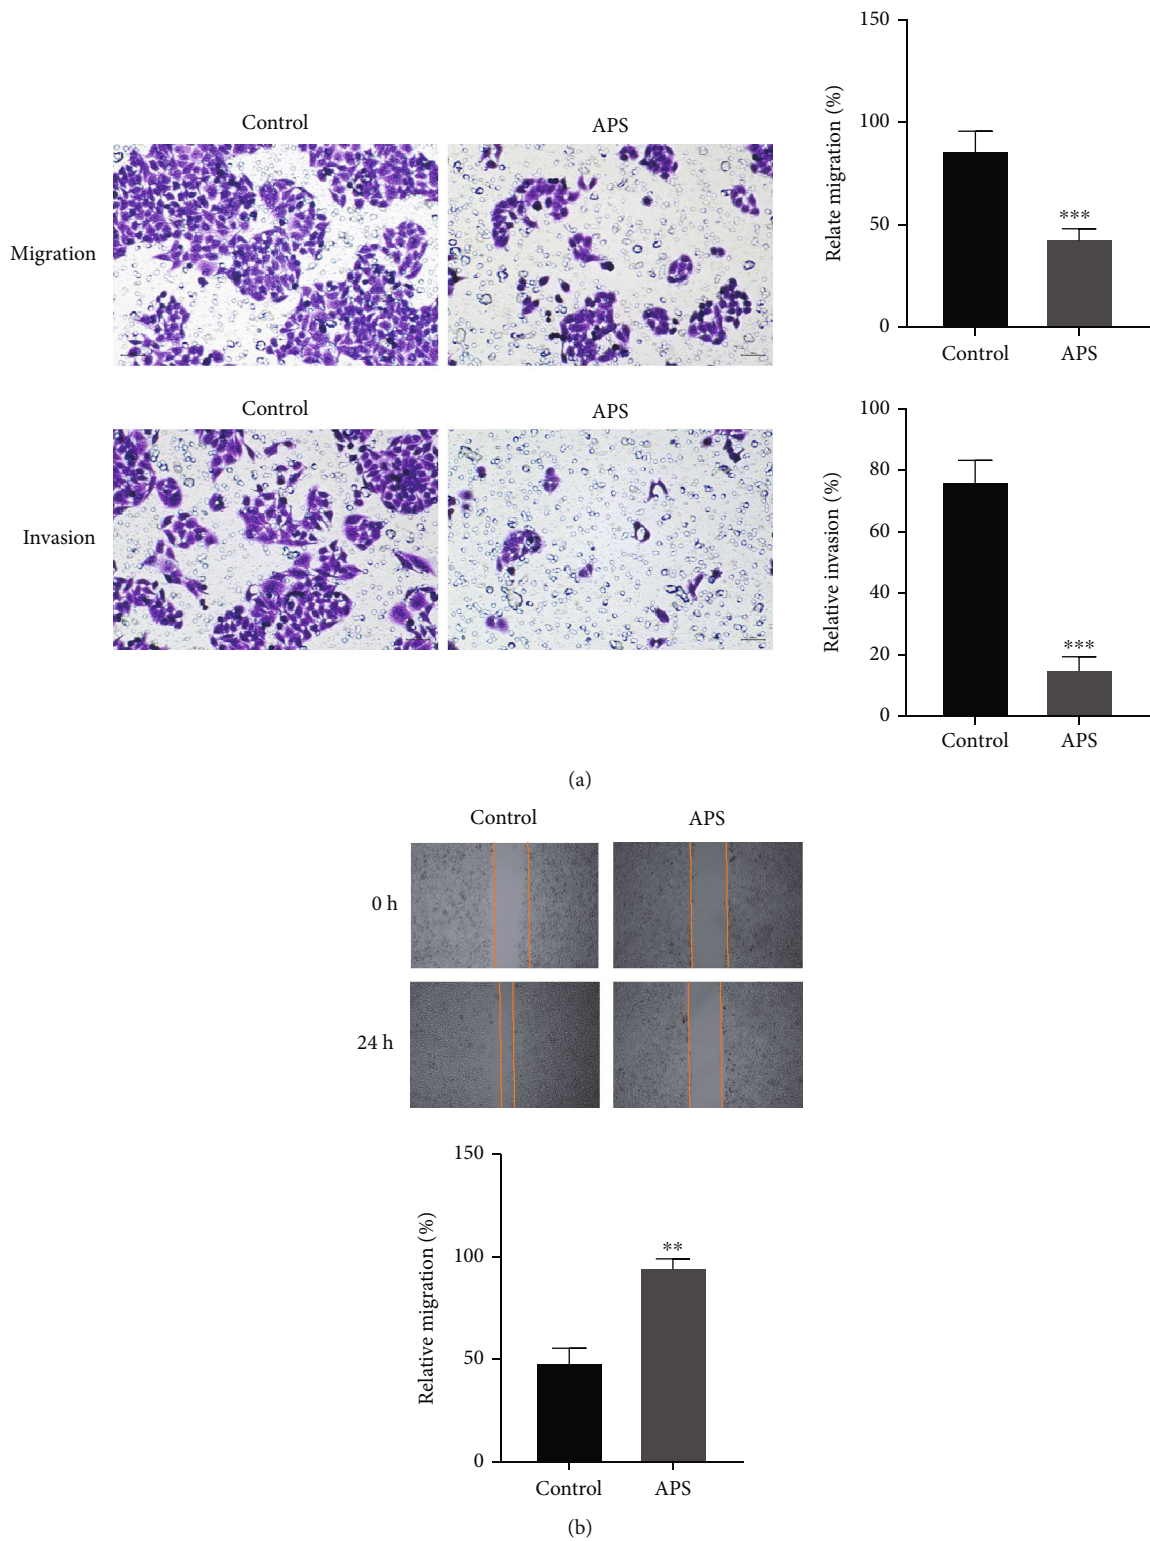 Control
APS
Migration
Control
APS
Invasion
150
100
50
0
Relate migration (%)
***
Control
APS
100
80
60
40
20
0
Relative invasion (%)
***
Control
APS
(a)
Control
APS
0 h
24 h
150
100
50
0
Relative migration (%)
**
Control
APS
(b)